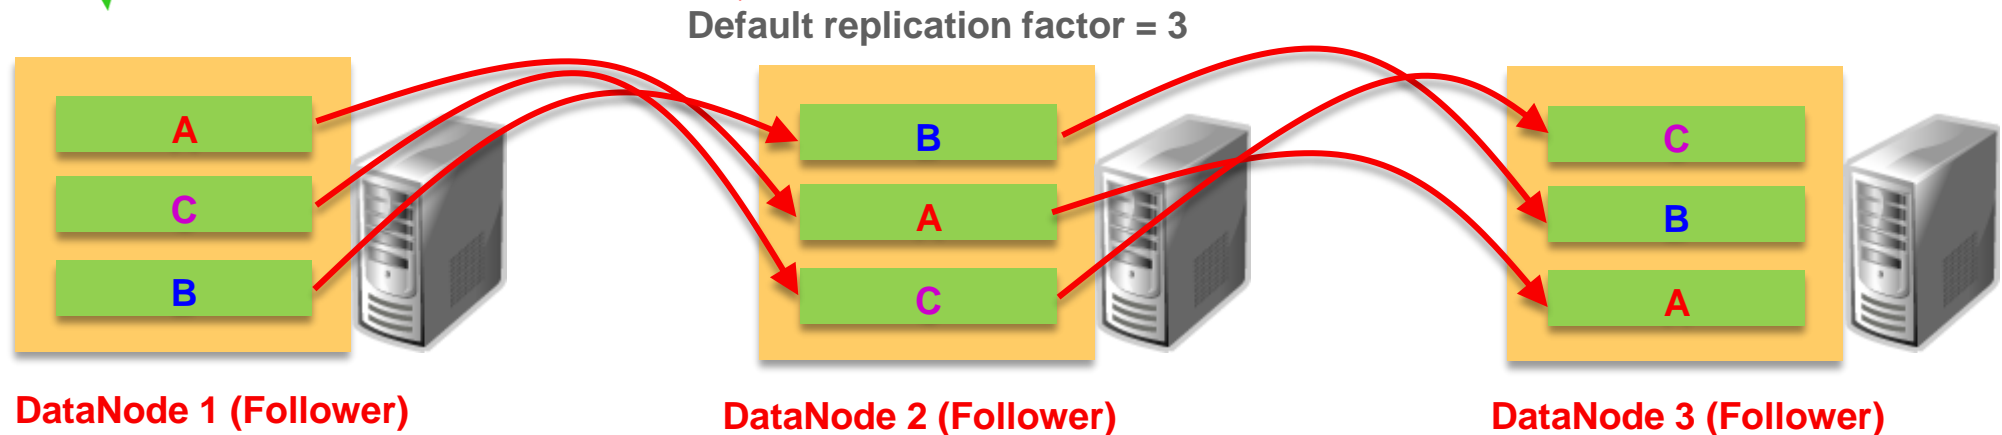 Default replication factor = 3
A
C
B
B
A
C
C
B
A
DataNode 1 (Follower)
DataNode 2 (Follower)
DataNode 3 (Follower)